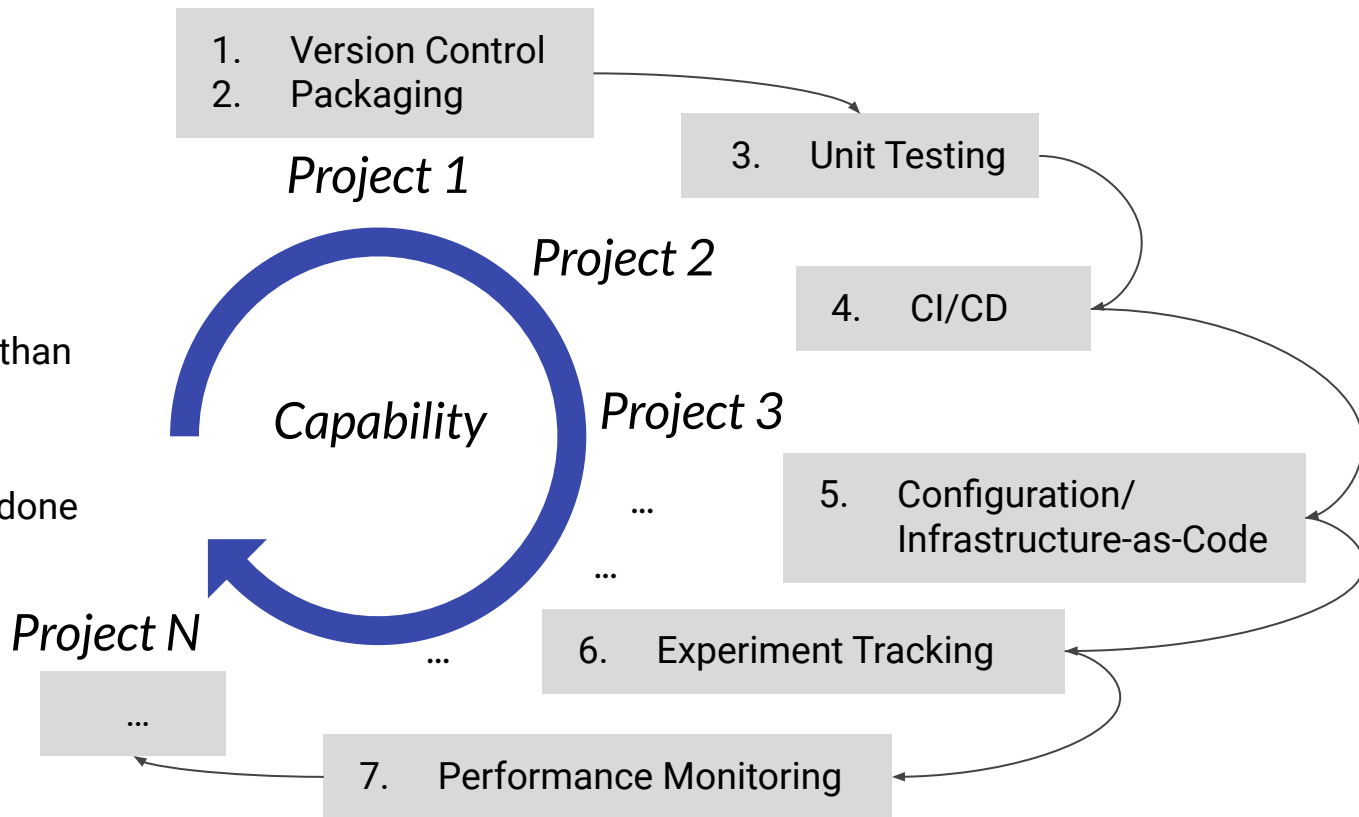 1. Version Control
2. Packaging
Project 1
3. Unit Testing
Project 2
4. CI/CD
than
Capability
Project 3
5. Configuration/
Infrastructure-as-Code
done
...
...
Project N
...
6. Experiment Tracking
...
7. Performance Monitoring